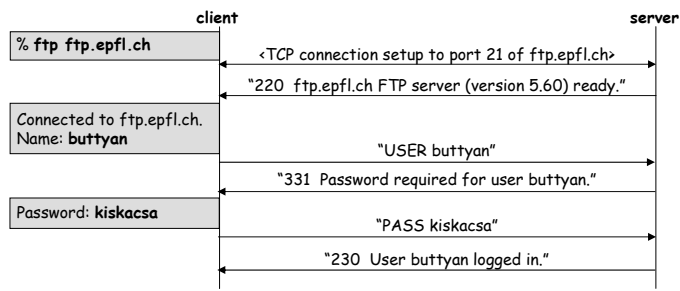 client server
% ftp ftp.epfl.ch
<TCP connection setup to port 21 of ftp.epfl.ch>
“220 ftp.epfl.ch FTP server (version 5.60) ready.”
Connected to ftp.epfl.ch.
Name: buttyan
“USER buttyan”
“331 Password required for user buttyan.”
Password: kiskacsa
“PASS kiskacsa”
“230 User buttyan logged in.”